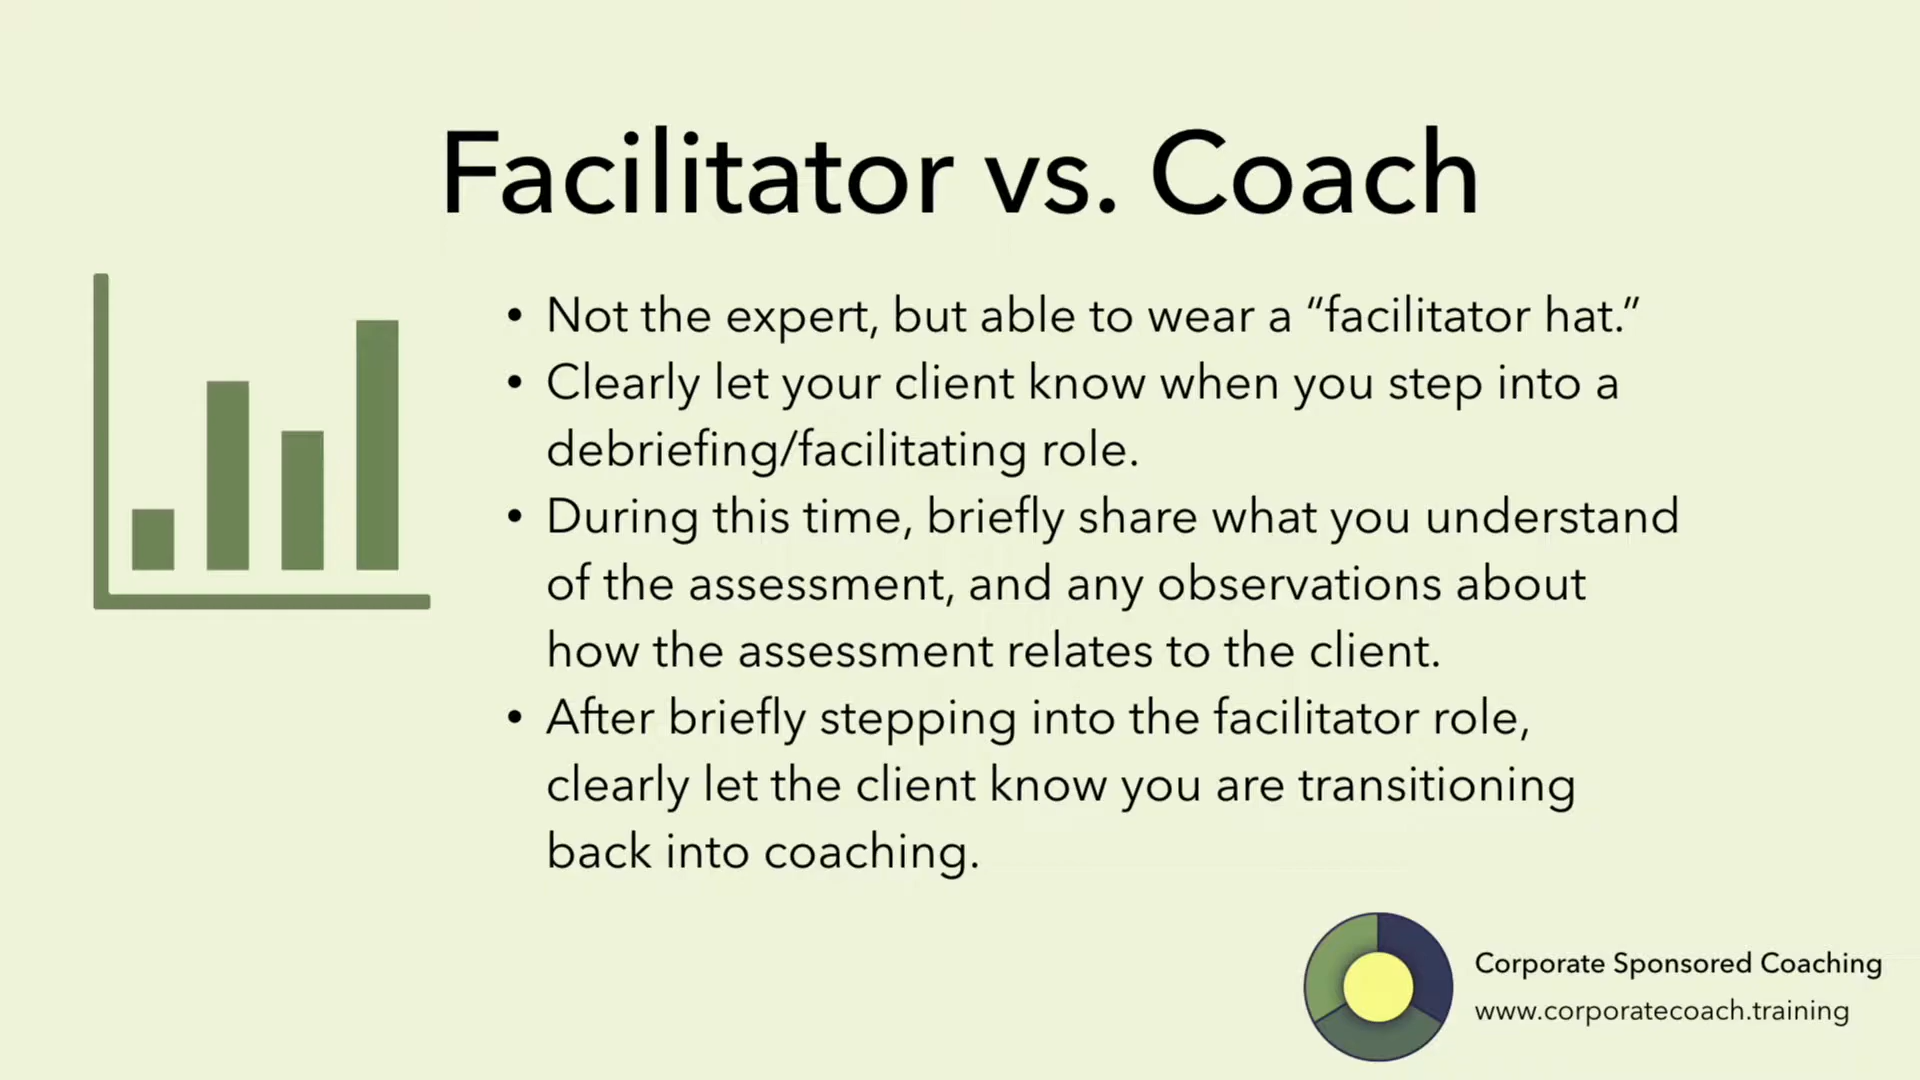 Facilitator vs. Coach
• Not the expert, but able to wear a “facilitator hat.”
• Clearly let your client know when you step into a
debriefing/facilitating role.
• During this time, briefly share what you understand
of the assessment, and any observations about
how the assessment relates to the client.
• After briefly stepping into the facilitator role,
clearly let the client know you are transitioning
back into coaching.
Corporate Sponsored Coaching
www.corporatecoach.training